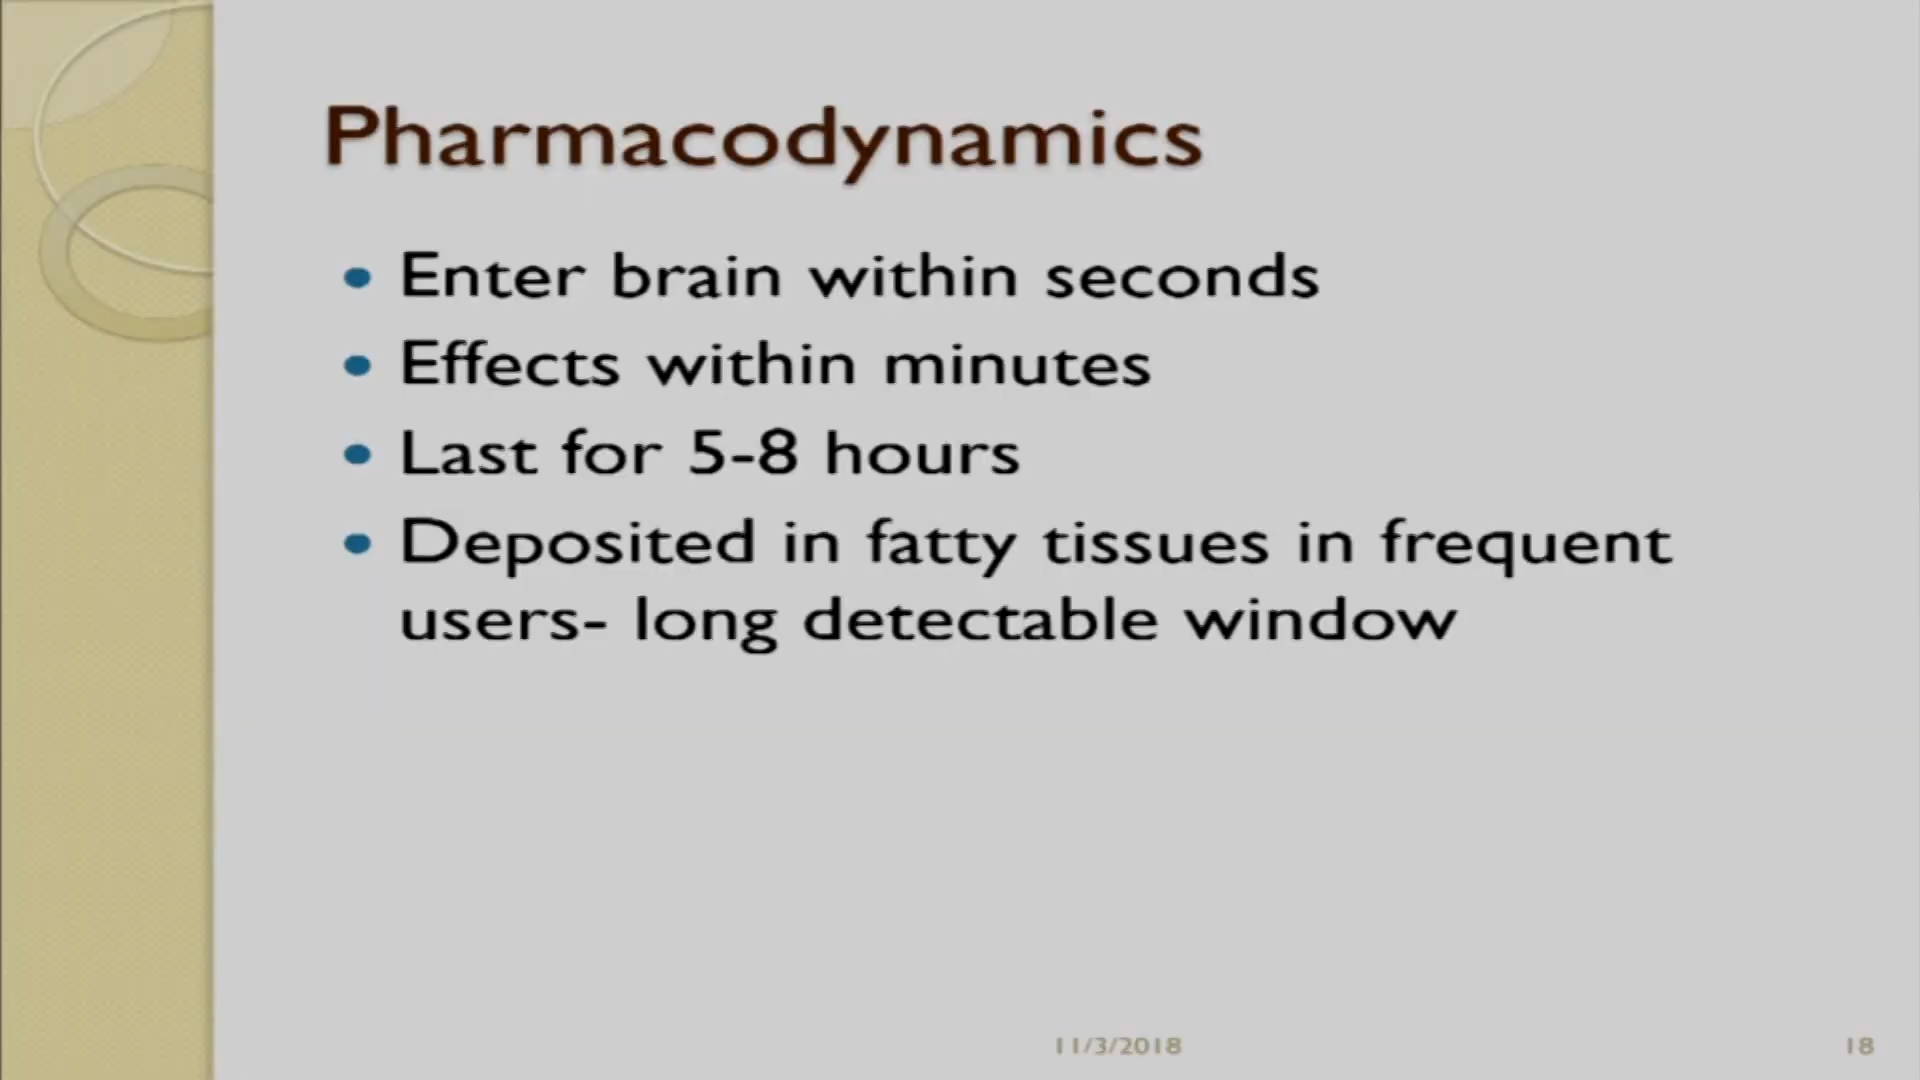 Pharmacodynamics
• Enter brain within seconds
• Effects within minutes
• Last for 5-8 hours
• Deposited in fatty tissues in frequent
users- long detectable window
11/3/2018
18